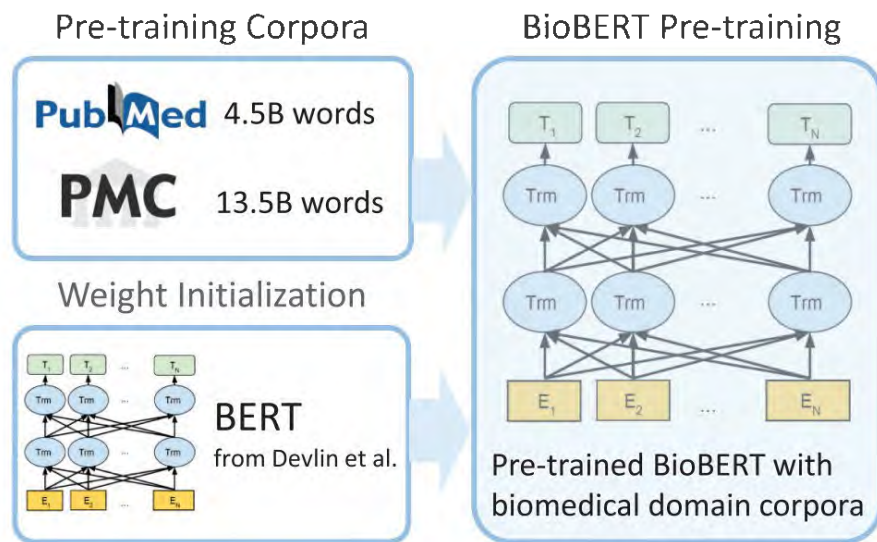 Pre-training Corpora
PubMed 4.5B words
PMC 13.5B words
Weight Initialization
T1 T2 ... TN
Trm Trm ... Trm
Trm Trm ... Trm
E1 E2 ... EN
BERT
from Devlin et al.
BioBERT Pre-training
T1 T2 ... TN
Trm Trm ... Trm
Trm Trm ... Trm
E1 E2 ... EN
Pre-trained BioBERT with
biomedical domain corpora